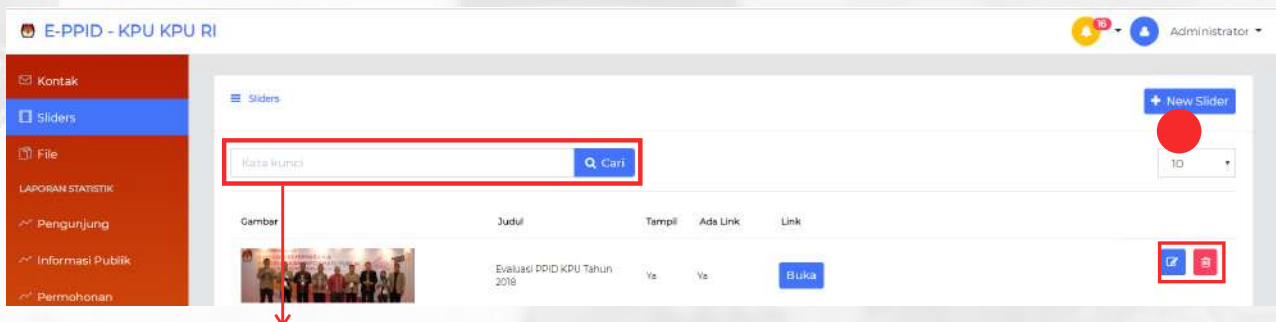 E-PPID - KPU KPU RI
16
Administrator
Kontak
Sliders
File
LAPORAN STATISTIK
Pengunjung
Informasi Publik
Permohonan
Sliders
+ New Slider
Kata kunci
Cari
10
Gambar Judul Tampil Ada Link Link
Evaluasi PPID KPU Tahun
2018
Ya Ya Buka